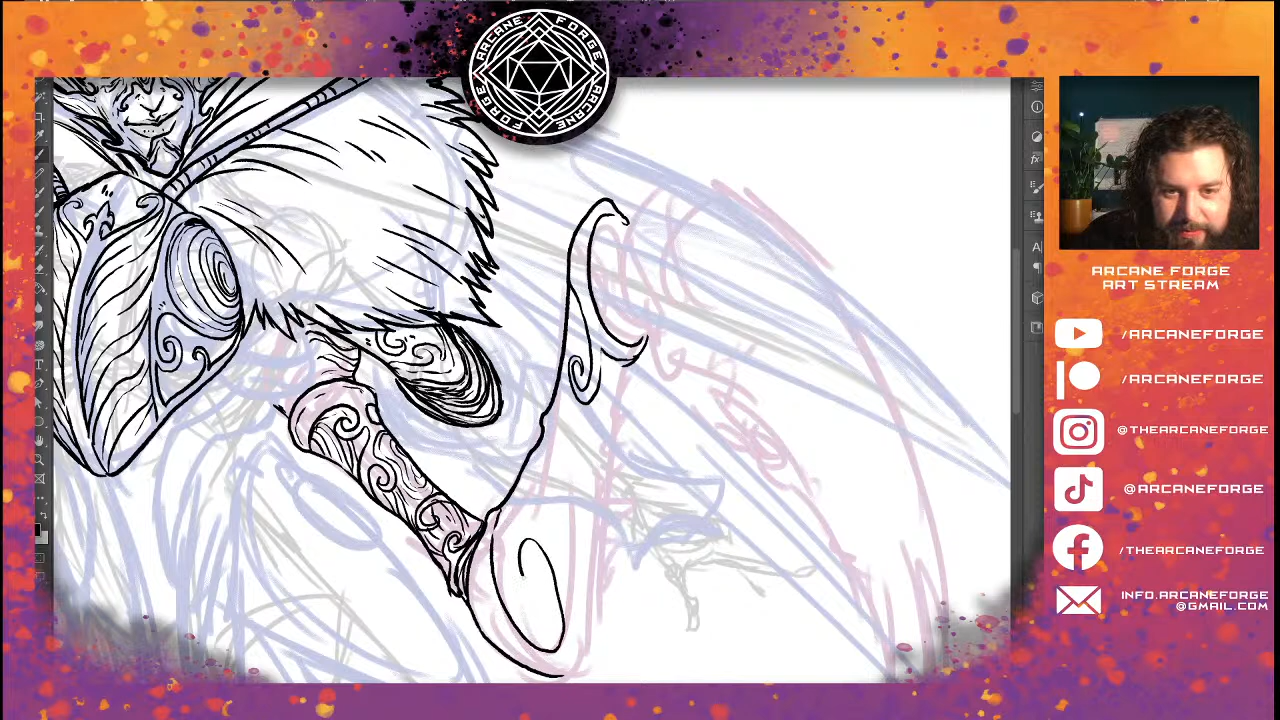 ARCANE FORGE
ARCANE FORGE
ARCANE FORGE
ART STREAM
/ARCANEFORGE
/ARCANEFORGE
@THEARCANEFORGE
@ARCANEFORGE
/THEARCANEFORGE
INFO.ARCANEFORGE
@GMAIL.COM